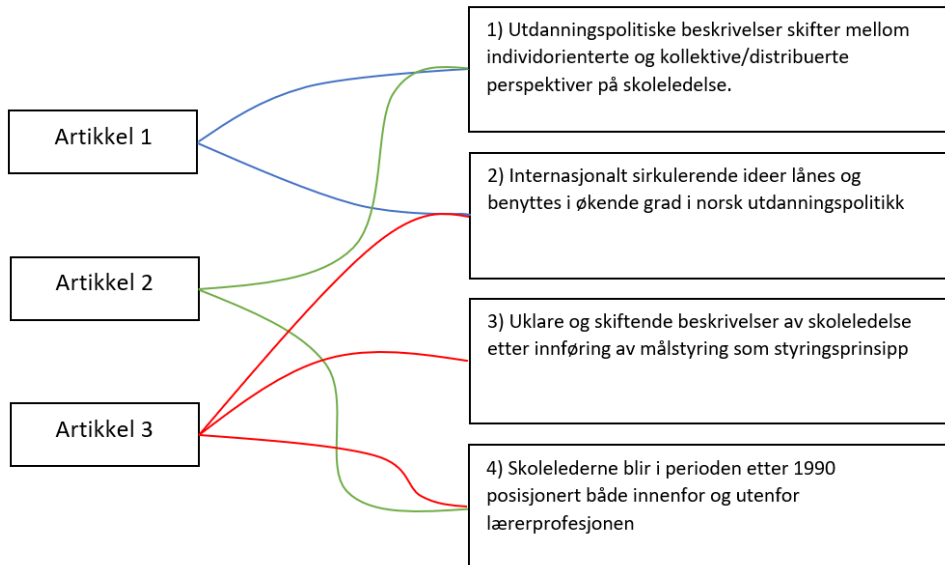 Artikkel 1
Artikkel 2
Artikkel 3
1) Utdanningspolitiske beskrivelser skifter mellom
individorienterte og kollektive/distribuerte
perspektiver på skoleledelse.
2) Internasjonalt sirkulerende ideer lånes og
benyttes i økende grad i norsk utdanningspolitikk
3) Uklare og skiftende beskrivelser av skoleledelse
etter innføring av målstyring som styringsprinsipp
4) Skolelederne blir i perioden etter 1990
posisjonert både innenfor og utenfor
lærerprofesjonen